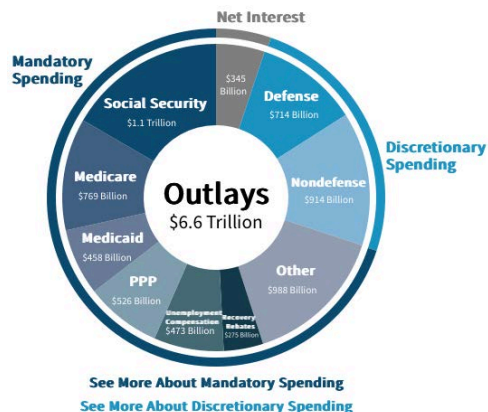 Net Interest
$345
Billion
Mandatory
Spending
Social Security
$1.1 Trillion
Defense
$714 Billion
Discretionary
Spending
Medicare
$769 Billion
Nondefense
$914 Billion
Outlays
$6.6 Trillion
Medicaid
$458 Billion
Other
$988 Billion
PPP
$526 Billion
Unemployment
Compensation
$473 Billion
Recovery
Rebates
$275 Billion
See More About Mandatory Spending
See More About Discretionary Spending